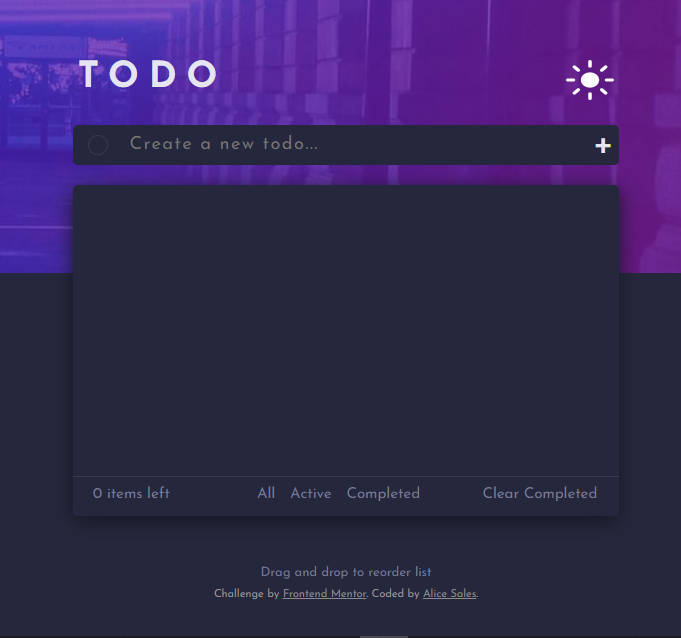 TODO
Create a new todo...
0 items left All Active Completed Clear Completed
Drag and drop to reorder list
Challenge by Frontend Mentor. Coded by Alice Sales.